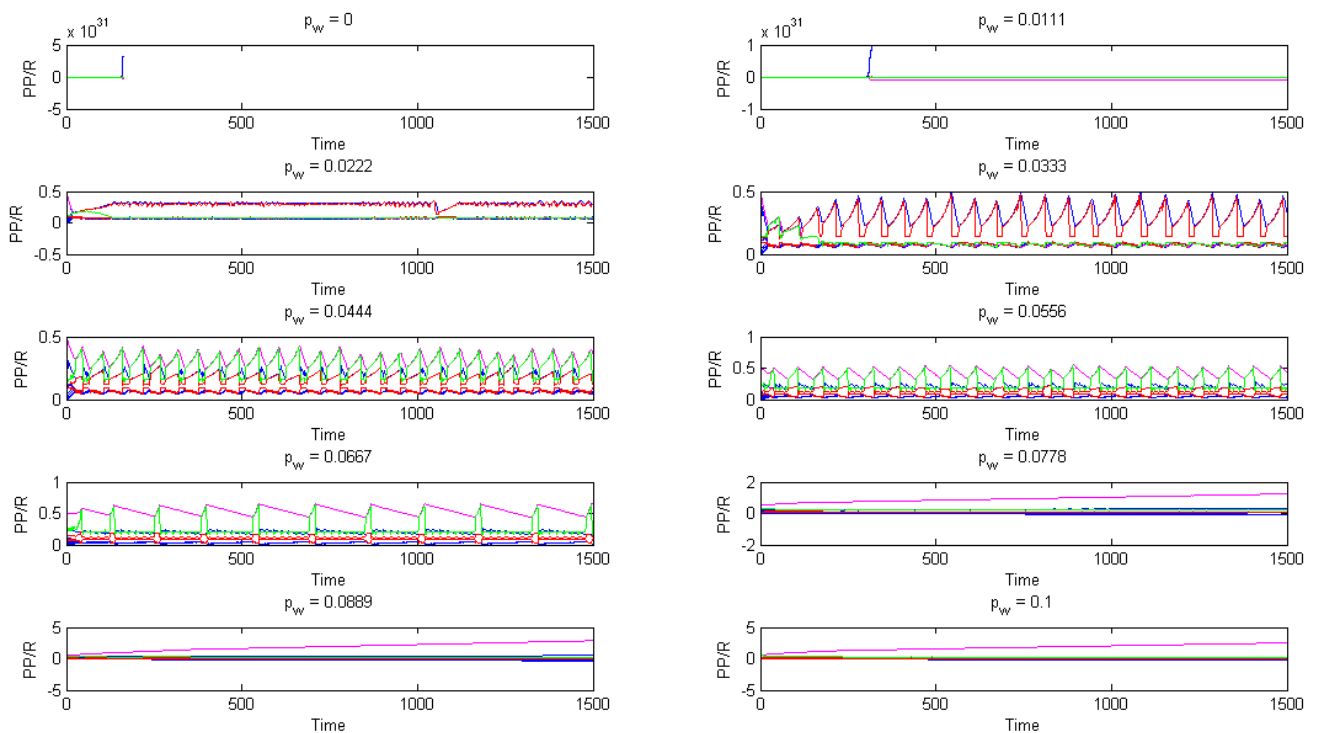 p_w = 0
x 10^31
5
0
-5
PP/R
0 500 1000 1500
Time
p_w = 0.0111
x 10^31
1
0
-1
PP/R
0 500 1000 1500
Time
p_w = 0.0222
0.5
0
-0.5
PP/R
0 500 1000 1500
Time
p_w = 0.0333
0.5
0
PP/R
0 500 1000 1500
Time
p_w = 0.0444
0.5
0
PP/R
0 500 1000 1500
Time
p_w = 0.0556
1
0.5
0
PP/R
0 500 1000 1500
Time
p_w = 0.0667
1
0.5
0
PP/R
0 500 1000 1500
Time
p_w = 0.0778
2
0
-2
PP/R
0 500 1000 1500
Time
p_w = 0.0889
5
0
-5
PP/R
0 500 1000 1500
Time
p_w = 0.1
5
0
-5
PP/R
0 500 1000 1500
Time